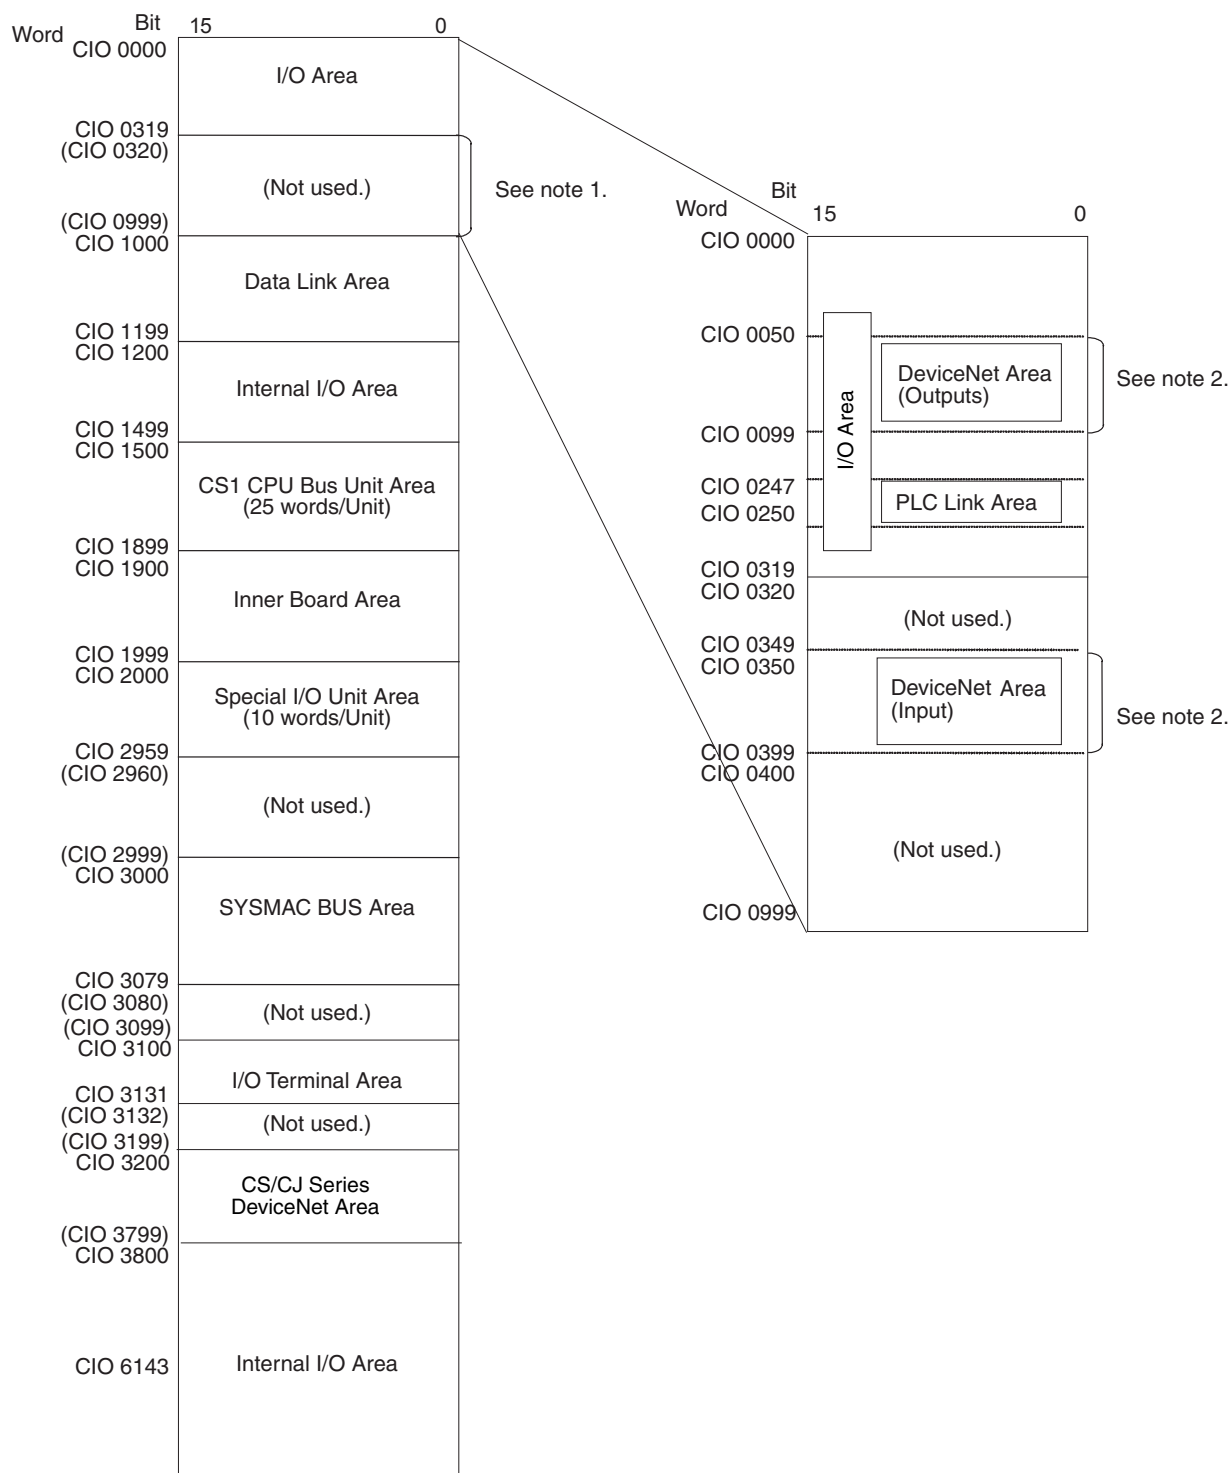 Bit
Word
15
0
CIO 0000
I/O Area
CIO 0319
(CIO 0320)
(Not used.)
See note 1.
(CIO 0999)
CIO 1000
Data Link Area
CIO 1199
CIO 1200
Internal I/O Area
CIO 1499
CIO 1500
CS1 CPU Bus Unit Area
(25 words/Unit)
CIO 1899
CIO 1900
Inner Board Area
CIO 1999
CIO 2000
Special I/O Unit Area
(10 words/Unit)
CIO 2959
(CIO 2960)
(Not used.)
(CIO 2999)
CIO 3000
SYSMAC BUS Area
CIO 3079
(CIO 3080)
(Not used.)
(CIO 3099)
CIO 3100
I/O Terminal Area
CIO 3131
(CIO 3132)
(Not used.)
(CIO 3199)
CIO 3200
CS/CJ Series
DeviceNet Area
(CIO 3799)
CIO 3800
Internal I/O Area
CIO 6143
Bit
Word
15
0
CIO 0000
I/O Area
CIO 0050
DeviceNet Area
(Outputs)
See note 2.
CIO 0099
CIO 0247
PLC Link Area
CIO 0250
CIO 0319
CIO 0320
(Not used.)
CIO 0349
CIO 0350
DeviceNet Area
(Input)
See note 2.
CIO 0399
CIO 0400
(Not used.)
CIO 0999